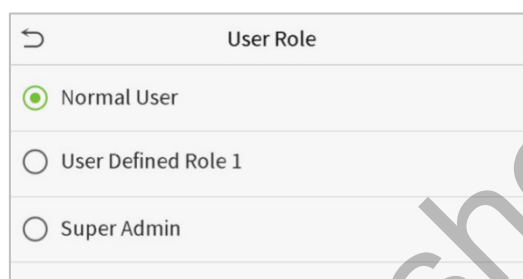 User Role
Normal User
User Defined Role 1
Super Admin